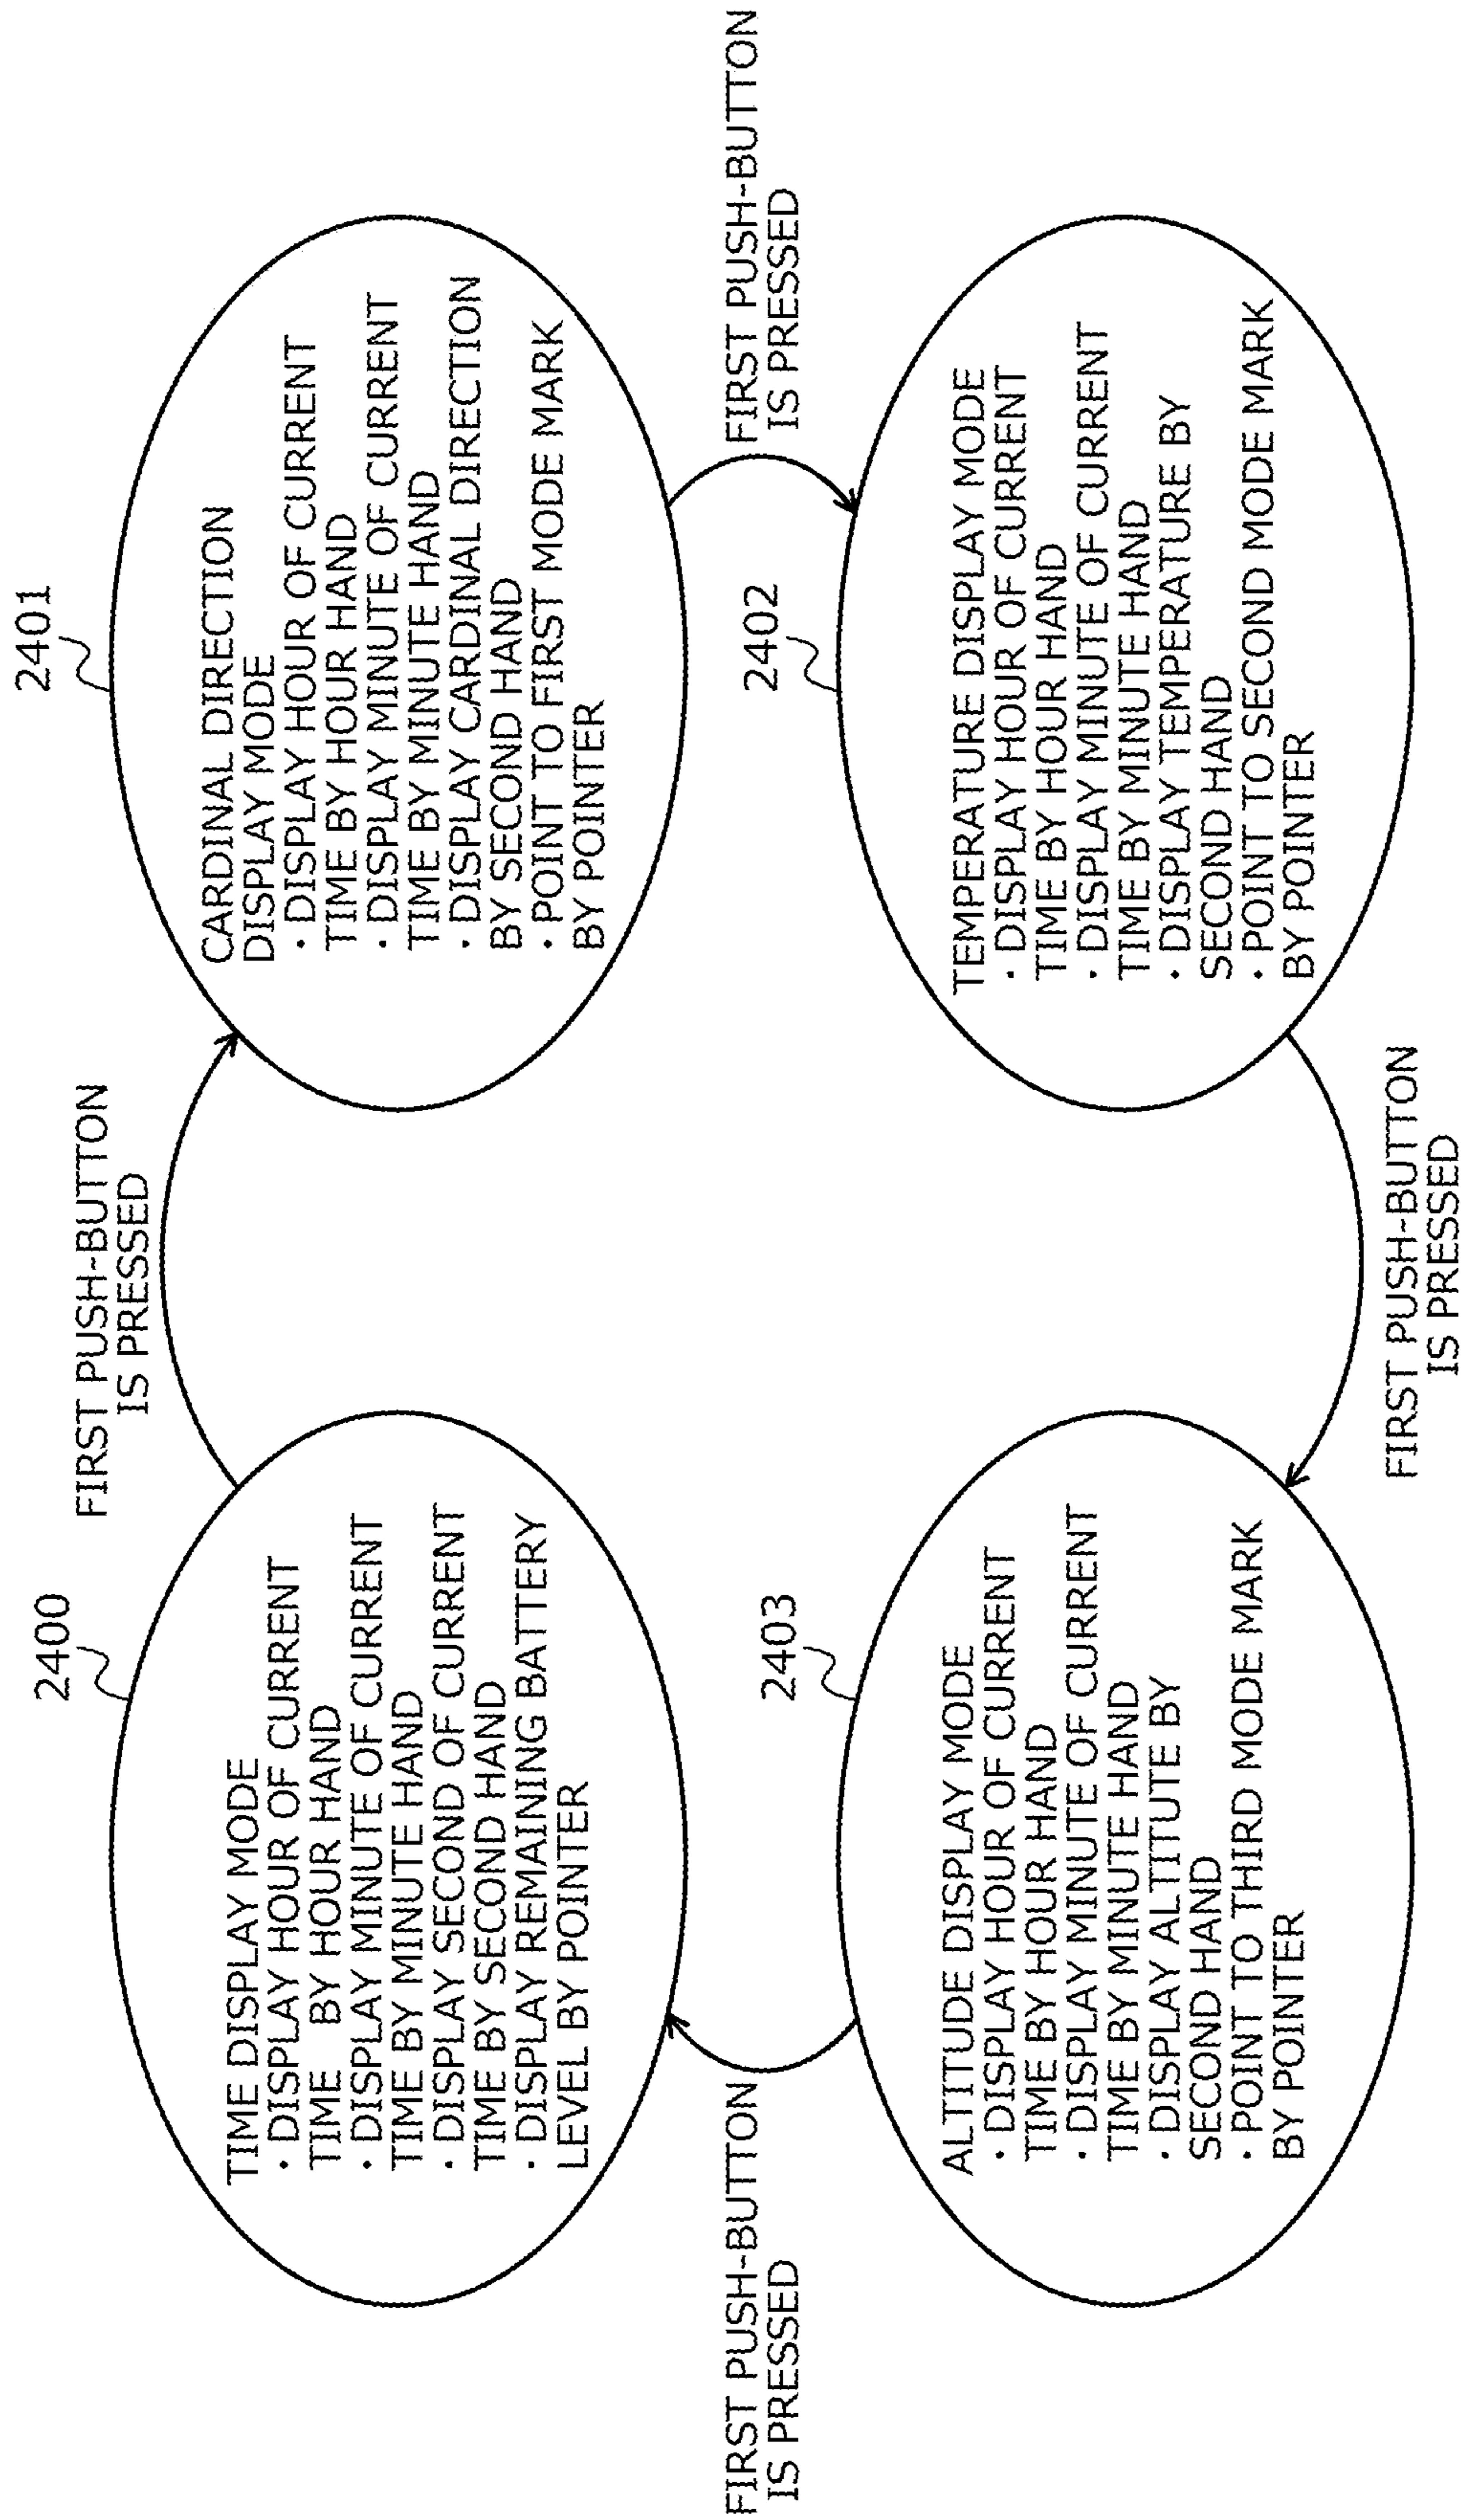 2400
TIME DISPLAY MODE
· DISPLAY HOUR OF CURRENT
TIME BY HOUR HAND
· DISPLAY MINUTE OF CURRENT
TIME BY MINUTE HAND
· DISPLAY SECOND OF CURRENT
TIME BY SECOND HAND
· DISPLAY REMAINING BATTERY
LEVEL BY POINTER
FIRST PUSH-BUTTON
IS PRESSED
2401
CARDINAL DIRECTION
DISPLAY MODE
· DISPLAY HOUR OF CURRENT
TIME BY HOUR HAND
· DISPLAY MINUTE OF CURRENT
TIME BY MINUTE HAND
· DISPLAY CARDINAL DIRECTION
BY SECOND HAND
· POINT TO FIRST MODE MARK
BY POINTER
FIRST PUSH-BUTTON
IS PRESSED
2402
TEMPERATURE DISPLAY MODE
· DISPLAY HOUR OF CURRENT
TIME BY HOUR HAND
· DISPLAY MINUTE OF CURRENT
TIME BY MINUTE HAND
· DISPLAY TEMPERATURE BY
SECOND HAND
· POINT TO SECOND MODE MARK
BY POINTER
FIRST PUSH-BUTTON
IS PRESSED
2403
ALTITUDE DISPLAY MODE
· DISPLAY HOUR OF CURRENT
TIME BY HOUR HAND
· DISPLAY MINUTE OF CURRENT
TIME BY MINUTE HAND
· DISPLAY ALTITUTE BY
SECOND HAND
· POINT TO THIRD MODE MARK
BY POINTER
FIRST PUSH-BUTTON
IS PRESSED